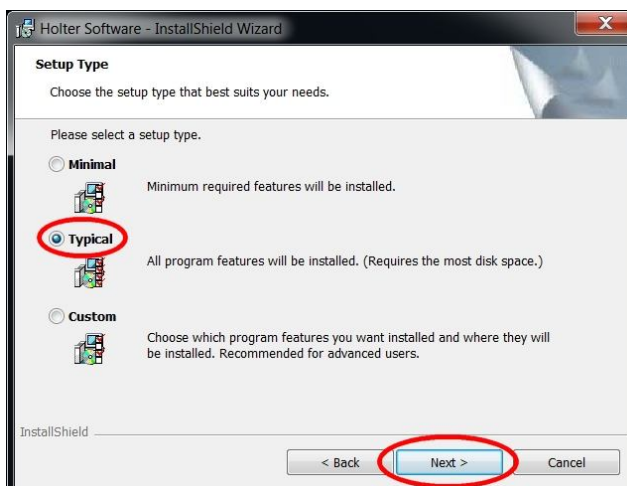 Holter Software - InstallShield Wizard
Setup Type
Choose the setup type that best suits your needs.
Please select a setup type.
Minimal
Minimum required features will be installed.
Typical
All program features will be installed. (Requires the most disk space.)
Custom
Choose which program features you want installed and where they will
be installed. Recommended for advanced users.
InstallShield
< Back
Next >
Cancel